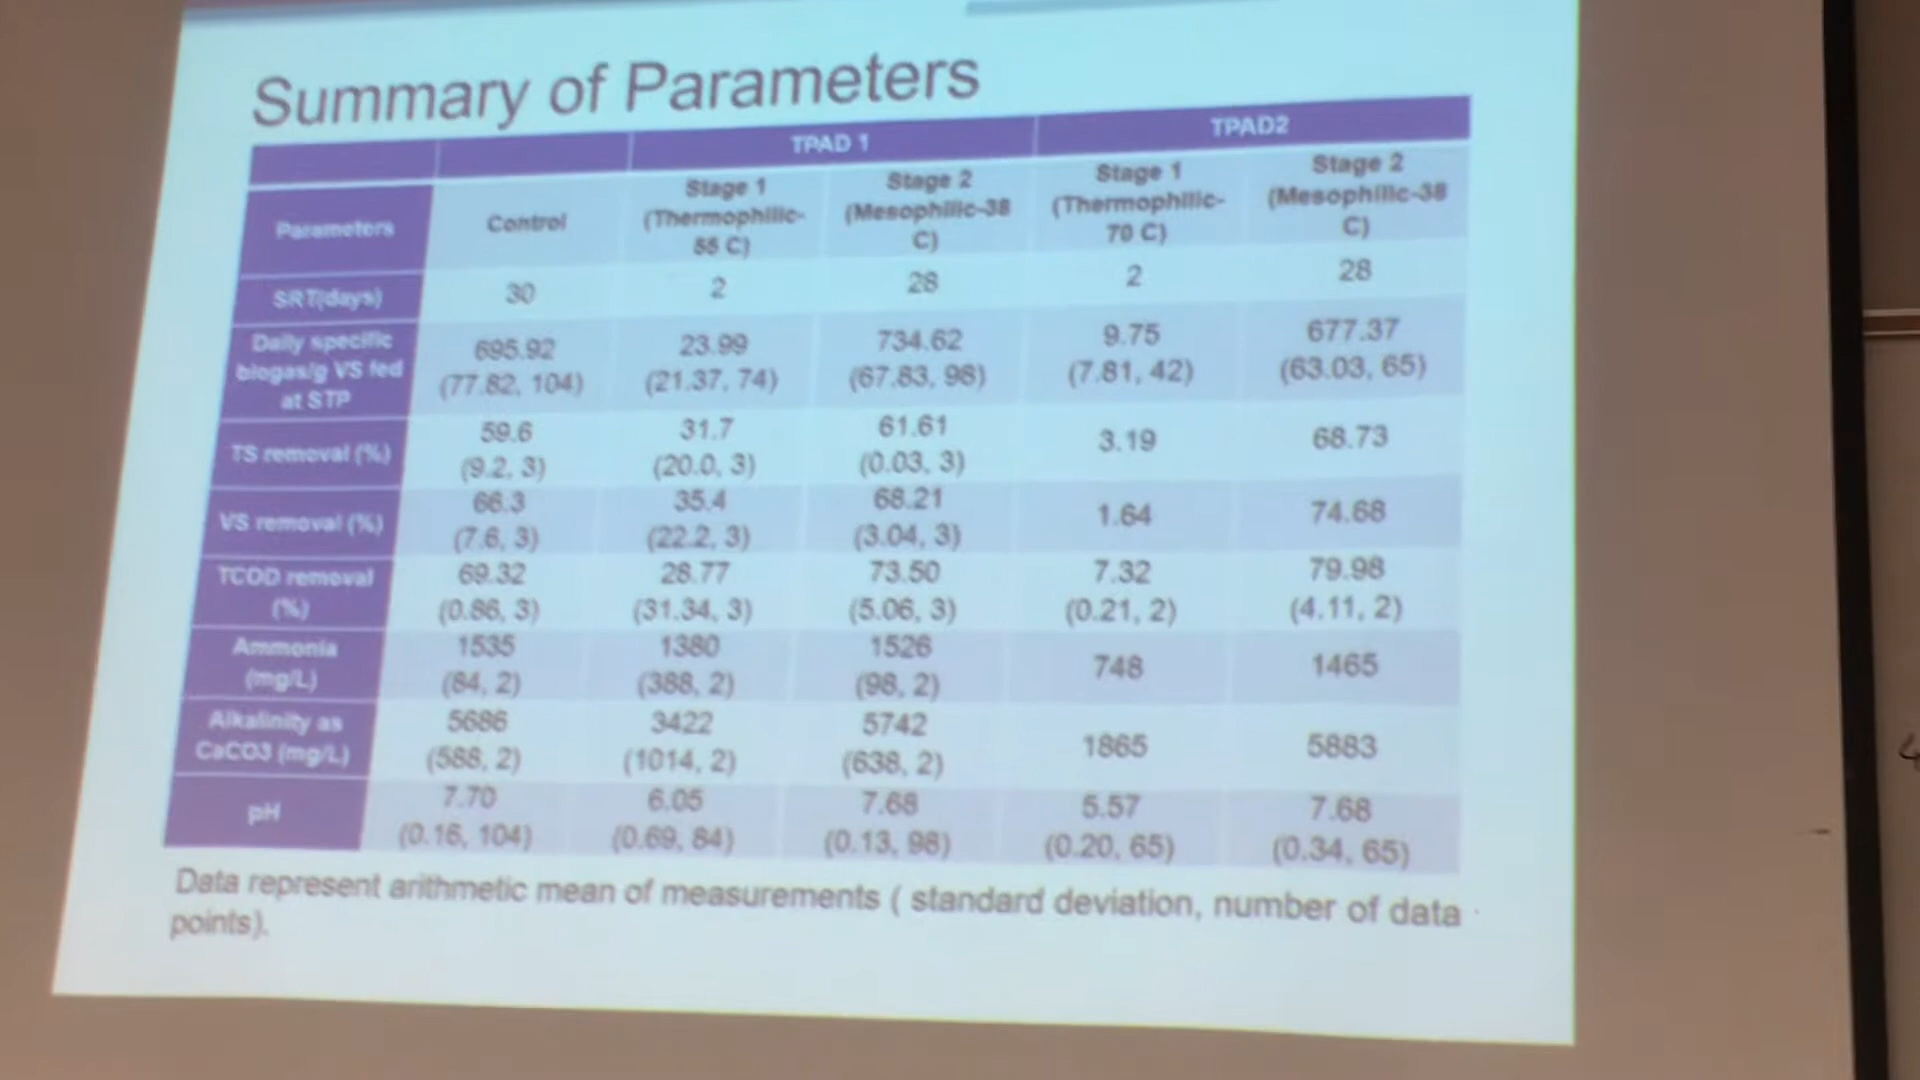 Summary of Parameters
TPAD 1 TPAD2
Parameters Control Stage 1 (Thermophilic-55 C) Stage 2 (Mesophilic-38 C) Stage 1 (Thermophilic-70 C) Stage 2 (Mesophilic-38 C)
SRT(days) 30 2 28 2 28
Daily specific biogas/g VS fed at STP 695.92 (77.82, 104) 23.99 (21.37, 74) 734.62 (67.83, 98) 9.75 (7.81, 42) 677.37 (63.03, 65)
TS removal (%) 59.6 (9.2, 3) 31.7 (20.0, 3) 61.61 (0.03, 3) 3.19 68.73
VS removal (%) 66.3 (7.6, 3) 35.4 (22.2, 3) 68.21 (3.04, 3) 1.64 74.68
TCOD removal (%) 69.32 (0.86, 3) 28.77 (31.34, 3) 73.50 (5.06, 3) 7.32 (0.21, 2) 79.98 (4.11, 2)
Ammonia (mg/L) 1535 (84, 2) 1380 (388, 2) 1526 (98, 2) 748 1465
Alkalinity as CaCO3 (mg/L) 5686 (588, 2) 3422 (1014, 2) 5742 (638, 2) 1865 5883
pH 7.70 (0.16, 104) 6.05 (0.69, 84) 7.68 (0.13, 98) 5.57 (0.20, 65) 7.68 (0.34, 65)
Data represent arithmetic mean of measurements ( standard deviation, number of data
points).